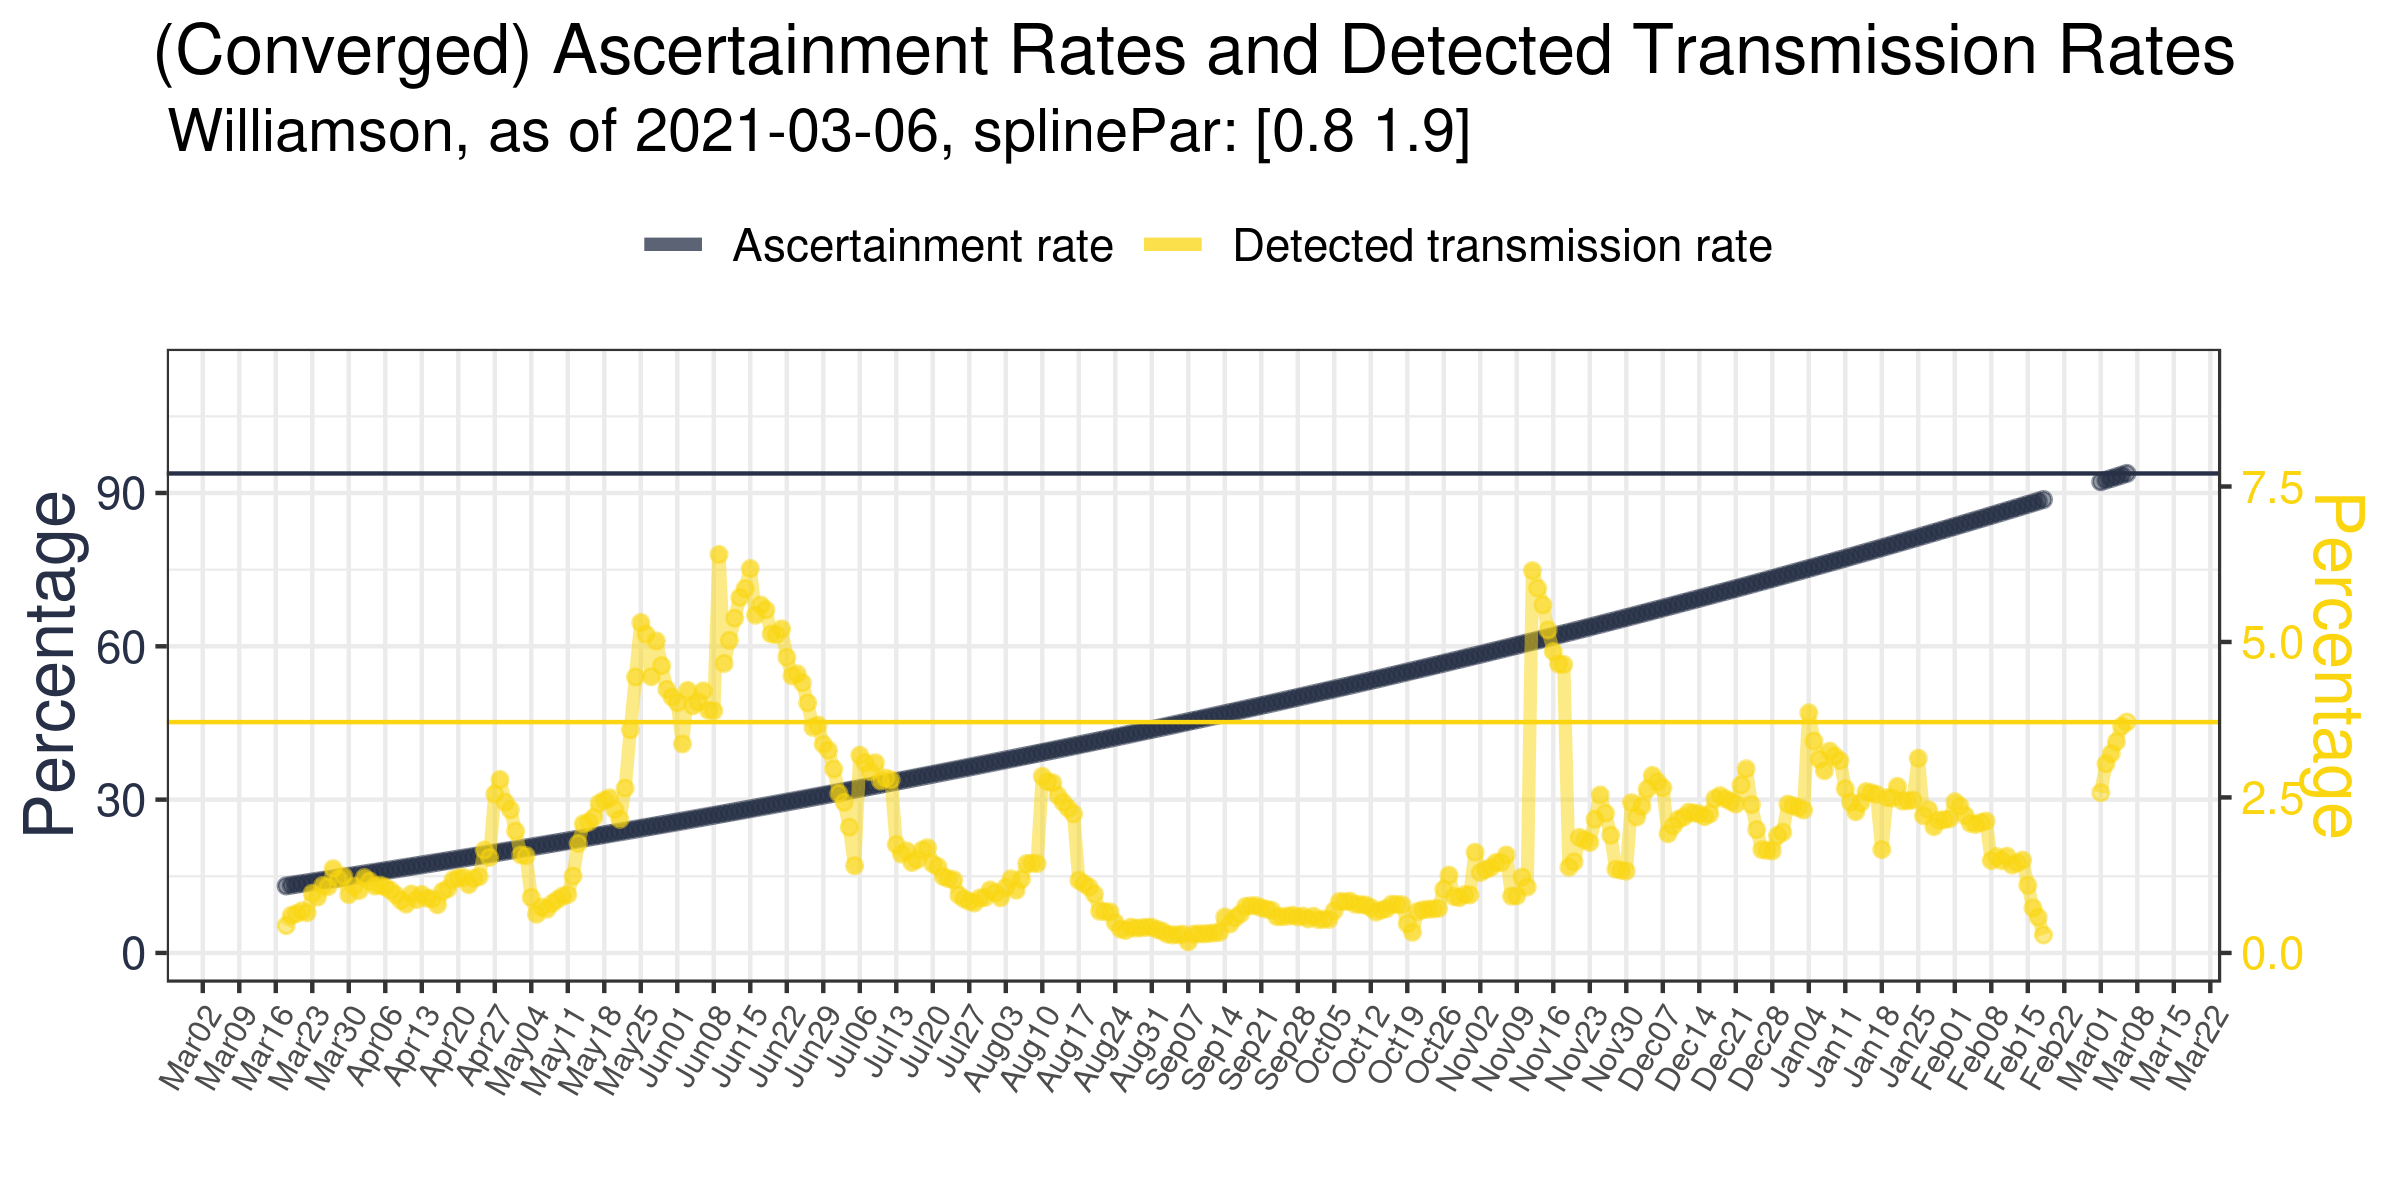 (Converged) Ascertainment Rates and Detected Transmission Rates
Williamson, as of 2021-03-06, splinePar: [0.8 1.9]
Ascertainment rate Detected transmission rate
Percentage
90
60
30
0
7.5
5.0
2.5
0.0
Percentage
Mar02 Mar09 Mar16 Mar23 Mar30 Apr06 Apr13 Apr20 Apr27 May04 May11 May18 May25 Jun01 Jun08 Jun15 Jun22 Jun29 Jul06 Jul13 Jul20 Jul27 Aug03 Aug10 Aug17 Aug24 Aug31 Sep07 Sep14 Sep21 Sep28 Oct05 Oct12 Oct19 Oct26 Nov02 Nov09 Nov16 Nov23 Nov30 Dec07 Dec14 Dec21 Dec28 Jan04 Jan11 Jan18 Jan25 Feb01 Feb08 Feb15 Feb22 Mar01 Mar08 Mar15 Mar22